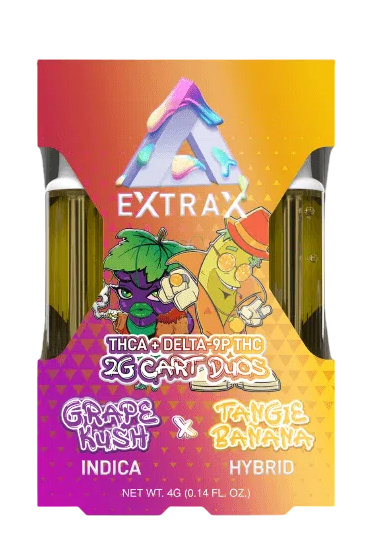 EXTRAX
THCA + DELTA-9P THC
2G CART DUOS
GRAPE KUSH X TANGIE BANANA
INDICA HYBRID
NET WT. 4G (0.14 FL. OZ.)